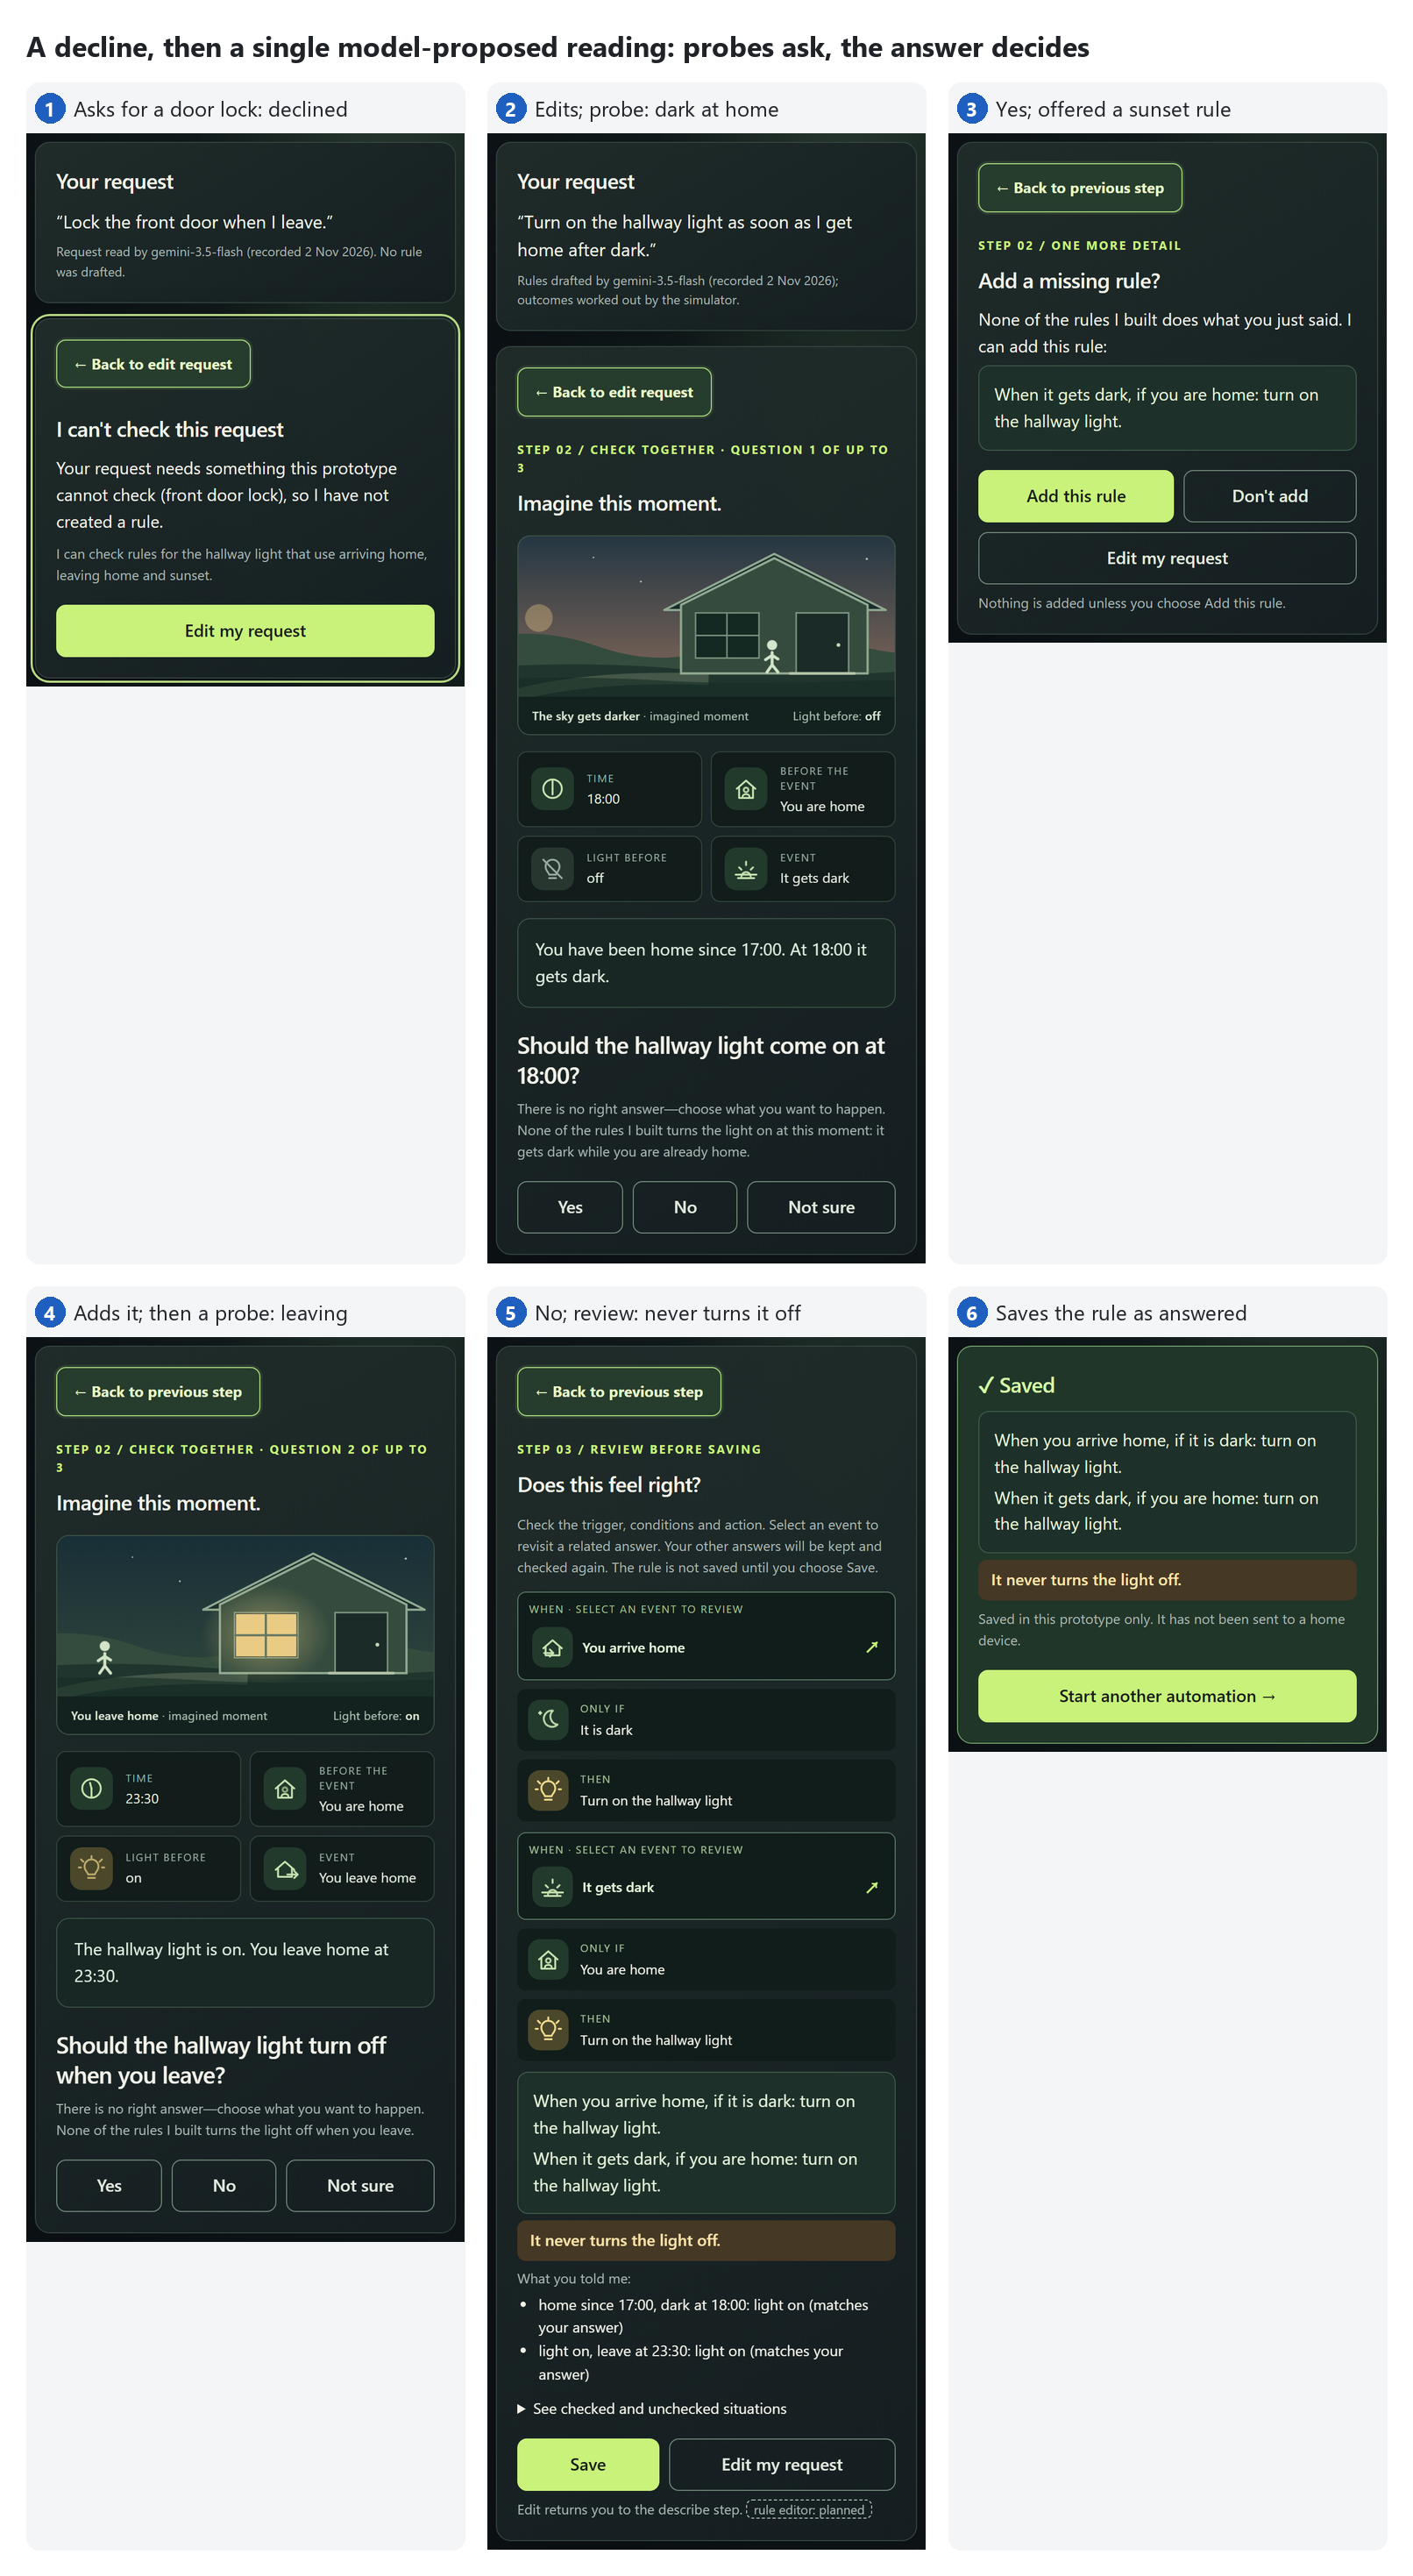 A decline, then a single model-proposed reading: probes ask, the answer decides
1 Asks for a door lock: declined
Your request
“Lock the front door when I leave.”
Request read by gemini-3.5-flash (recorded 2 Nov 2026). No rule
was drafted.
← Back to edit request
I can't check this request
Your request needs something this prototype
cannot check (front door lock), so I have not
created a rule.
I can check rules for the hallway light that use arriving home,
leaving home and sunset.
Edit my request
2 Edits; probe: dark at home
Your request
“Turn on the hallway light as soon as I get
home after dark.”
Rules drafted by gemini-3.5-flash (recorded 2 Nov 2026);
outcomes worked out by the simulator.
← Back to edit request
STEP 02 / CHECK TOGETHER · QUESTION 1 OF UP TO
3
Imagine this moment.
The sky gets darker · imagined moment
Light before: off
TIME
18:00
BEFORE THE
EVENT
You are home
LIGHT BEFORE
off
EVENT
It gets dark
You have been home since 17:00. At 18:00 it
gets dark.
Should the hallway light come on at
18:00?
There is no right answer—choose what you want to happen.
None of the rules I built turns the light on at this moment: it
gets dark while you are already home.
Yes
No
Not sure
3 Yes; offered a sunset rule
← Back to previous step
STEP 02 / ONE MORE DETAIL
Add a missing rule?
None of the rules I built does what you just said. I
can add this rule:
When it gets dark, if you are home: turn on
the hallway light.
Add this rule
Don't add
Edit my request
Nothing is added unless you choose Add this rule.
4 Adds it; then a probe: leaving
← Back to previous step
STEP 02 / CHECK TOGETHER · QUESTION 2 OF UP TO
3
Imagine this moment.
You leave home · imagined moment
Light before: on
TIME
23:30
BEFORE THE
EVENT
You are home
LIGHT BEFORE
on
EVENT
You leave home
The hallway light is on. You leave home at
23:30.
Should the hallway light turn off
when you leave?
There is no right answer—choose what you want to happen.
None of the rules I built turns the light off when you leave.
Yes
No
Not sure
5 No; review: never turns it off
← Back to previous step
STEP 03 / REVIEW BEFORE SAVING
Does this feel right?
Check the trigger, conditions and action. Select an event to
revisit a related answer. Your other answers will be kept and
checked again. The rule is not saved until you choose Save.
WHEN · SELECT AN EVENT TO REVIEW
You arrive home ↗
ONLY IF
It is dark
THEN
Turn on the hallway light
WHEN · SELECT AN EVENT TO REVIEW
It gets dark ↗
ONLY IF
You are home
THEN
Turn on the hallway light
When you arrive home, if it is dark: turn on
the hallway light.
When it gets dark, if you are home: turn on
the hallway light.
It never turns the light off.
What you told me:
• home since 17:00, dark at 18:00: light on (matches
your answer)
• light on, leave at 23:30: light on (matches your
answer)
▶ See checked and unchecked situations
Save
Edit my request
Edit returns you to the describe step. rule editor: planned
6 Saves the rule as answered
✓ Saved
When you arrive home, if it is dark: turn on
the hallway light.
When it gets dark, if you are home: turn on
the hallway light.
It never turns the light off.
Saved in this prototype only. It has not been sent to a home
device.
Start another automation →